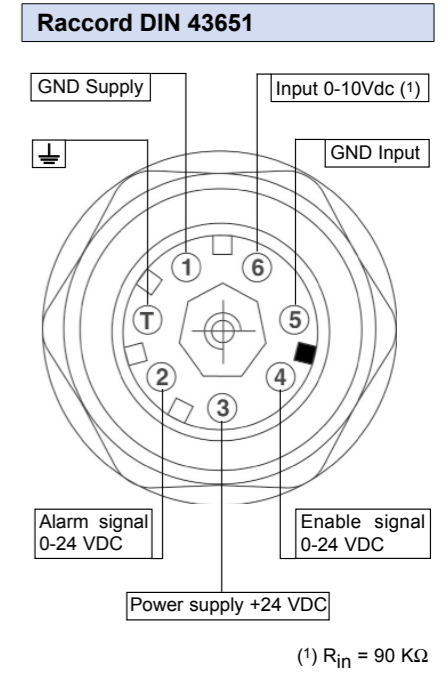 Raccord DIN 43651
GND Supply
Input 0-10Vdc (1)
GND Input
1
6
T
5
2
4
3
Alarm signal
0-24 VDC
Enable signal
0-24 VDC
Power supply +24 VDC
(1) Rin = 90 KΩ